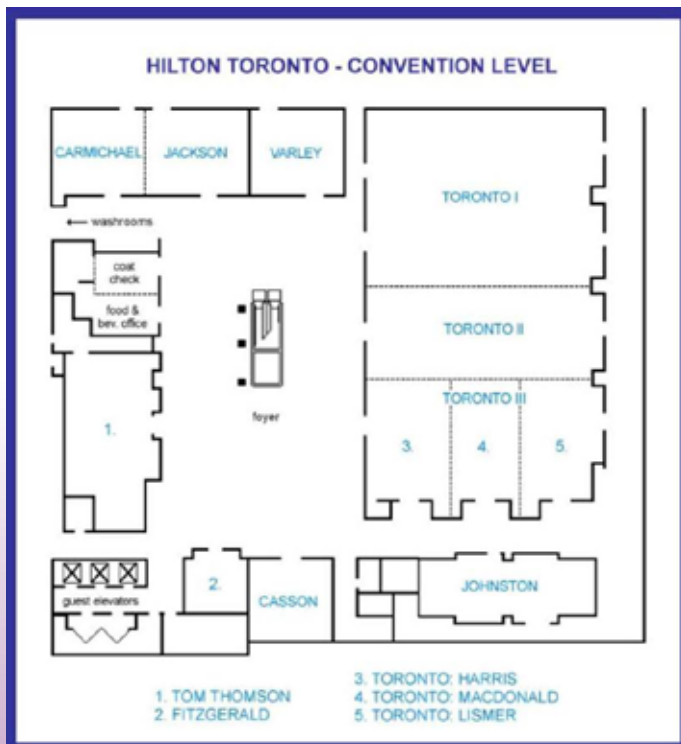 HILTON TORONTO - CONVENTION LEVEL
CARMICHAEL
JACKSON
VARLEY
TORONTO I
← washrooms
coat
check
food &
bev. office
TORONTO II
TORONTO III
foyer
1.
3.
4.
5.
2.
guest elevators
CASSON
JOHNSTON
1. TOM THOMSON
2. FITZGERALD
3. TORONTO: HARRIS
4. TORONTO: MACDONALD
5. TORONTO: LISMER